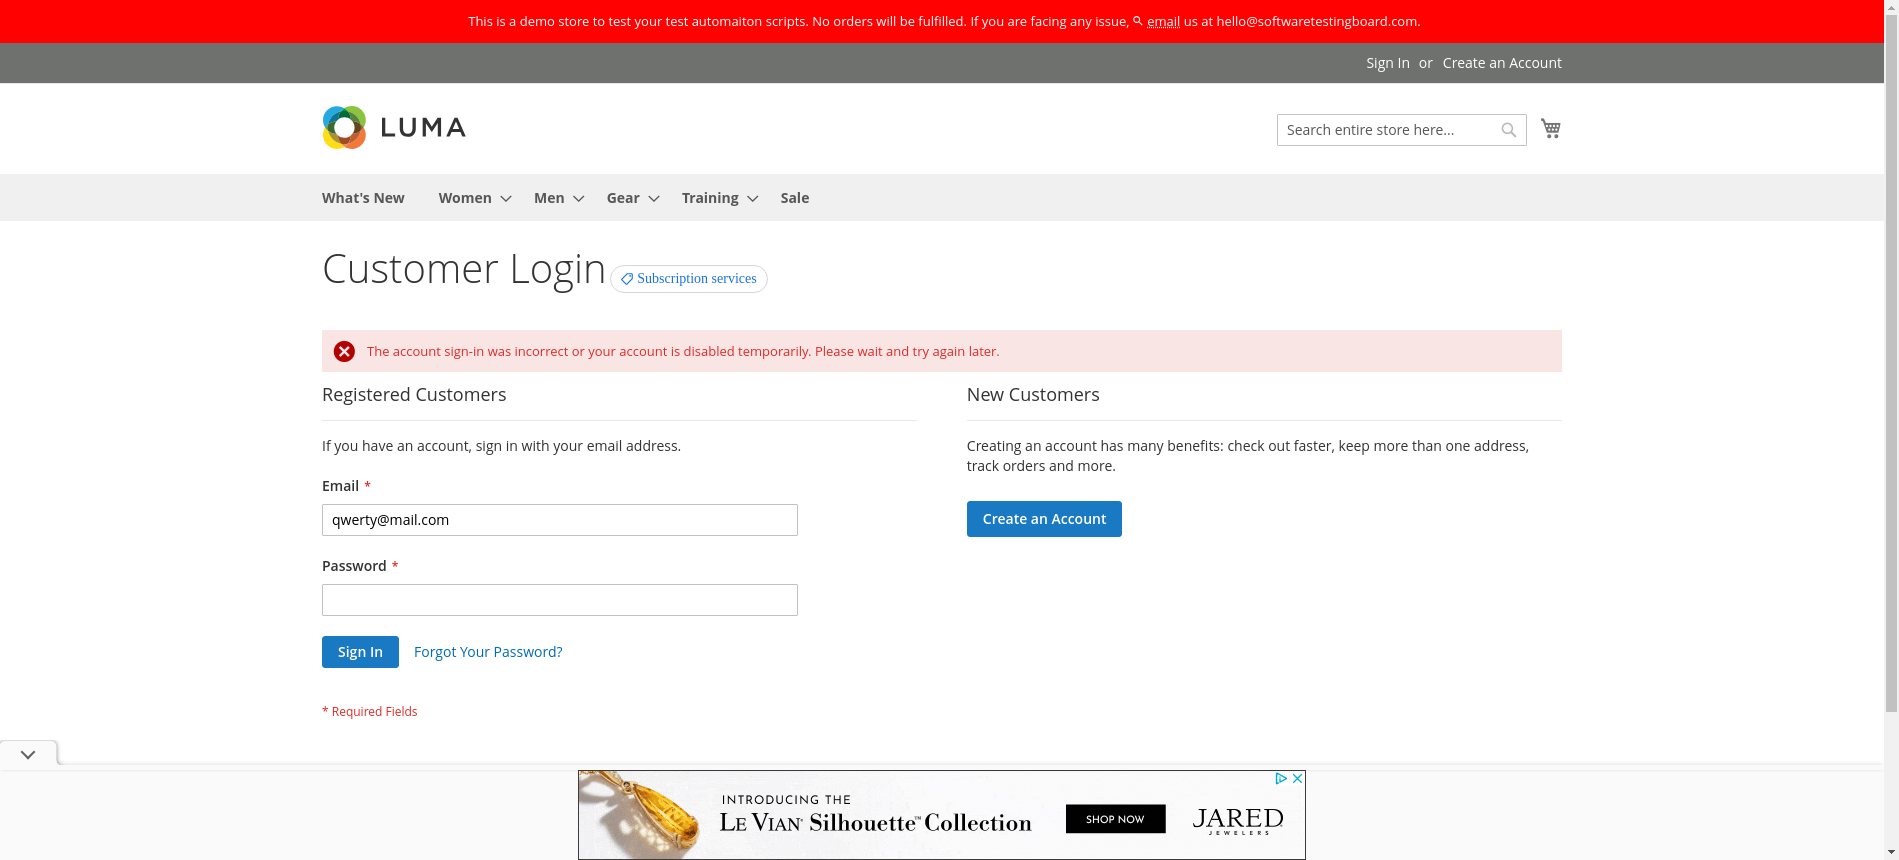 This is a demo store to test your test automaiton scripts. No orders will be fulfilled. If you are facing any issue, email us at hello@softwaretestingboard.com.
Sign In or Create an Account
LUMA
Search entire store here...
What's New Women Men Gear Training Sale
Customer Login
Subscription services
The account sign-in was incorrect or your account is disabled temporarily. Please wait and try again later.
Registered Customers
If you have an account, sign in with your email address.
Email *
qwerty@mail.com
Password *
Sign In Forgot Your Password?
* Required Fields
New Customers
Creating an account has many benefits: check out faster, keep more than one address,
track orders and more.
Create an Account
INTRODUCING THE
LE VIAN® Silhouette™ Collection
SHOP NOW
JARED
JEWELERS